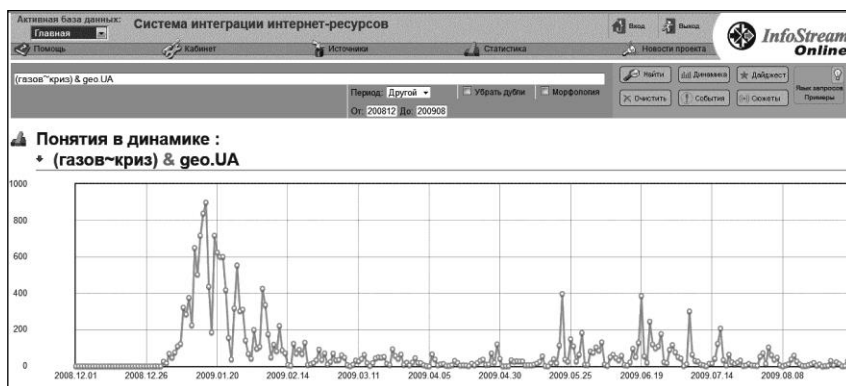 Активная база данных:
Главная
Система интеграции интернет-ресурсов
Вход
Выход
InfoStream
Online
Помощь
Кабинет
Источники
Статистика
Новости проекта
(газов~криз) & geo.UA
Период: Другой
Убрать дубли
Морфология
От: 200812 До: 200908
Найти
Динамика
Дайджест
Очистить
События
Сюжеты
Язык запросов
Примеры
Понятия в динамике :
(газов~криз) & geo.UA
1000
800
600
400
200
0
2008.12.01 2008.12.26 2009.01.20 2009.02.14 2009.03.11 2009.04.05 2009.04.30 2009.05.25 2009.06.19 2009.07.14 2009.08.08